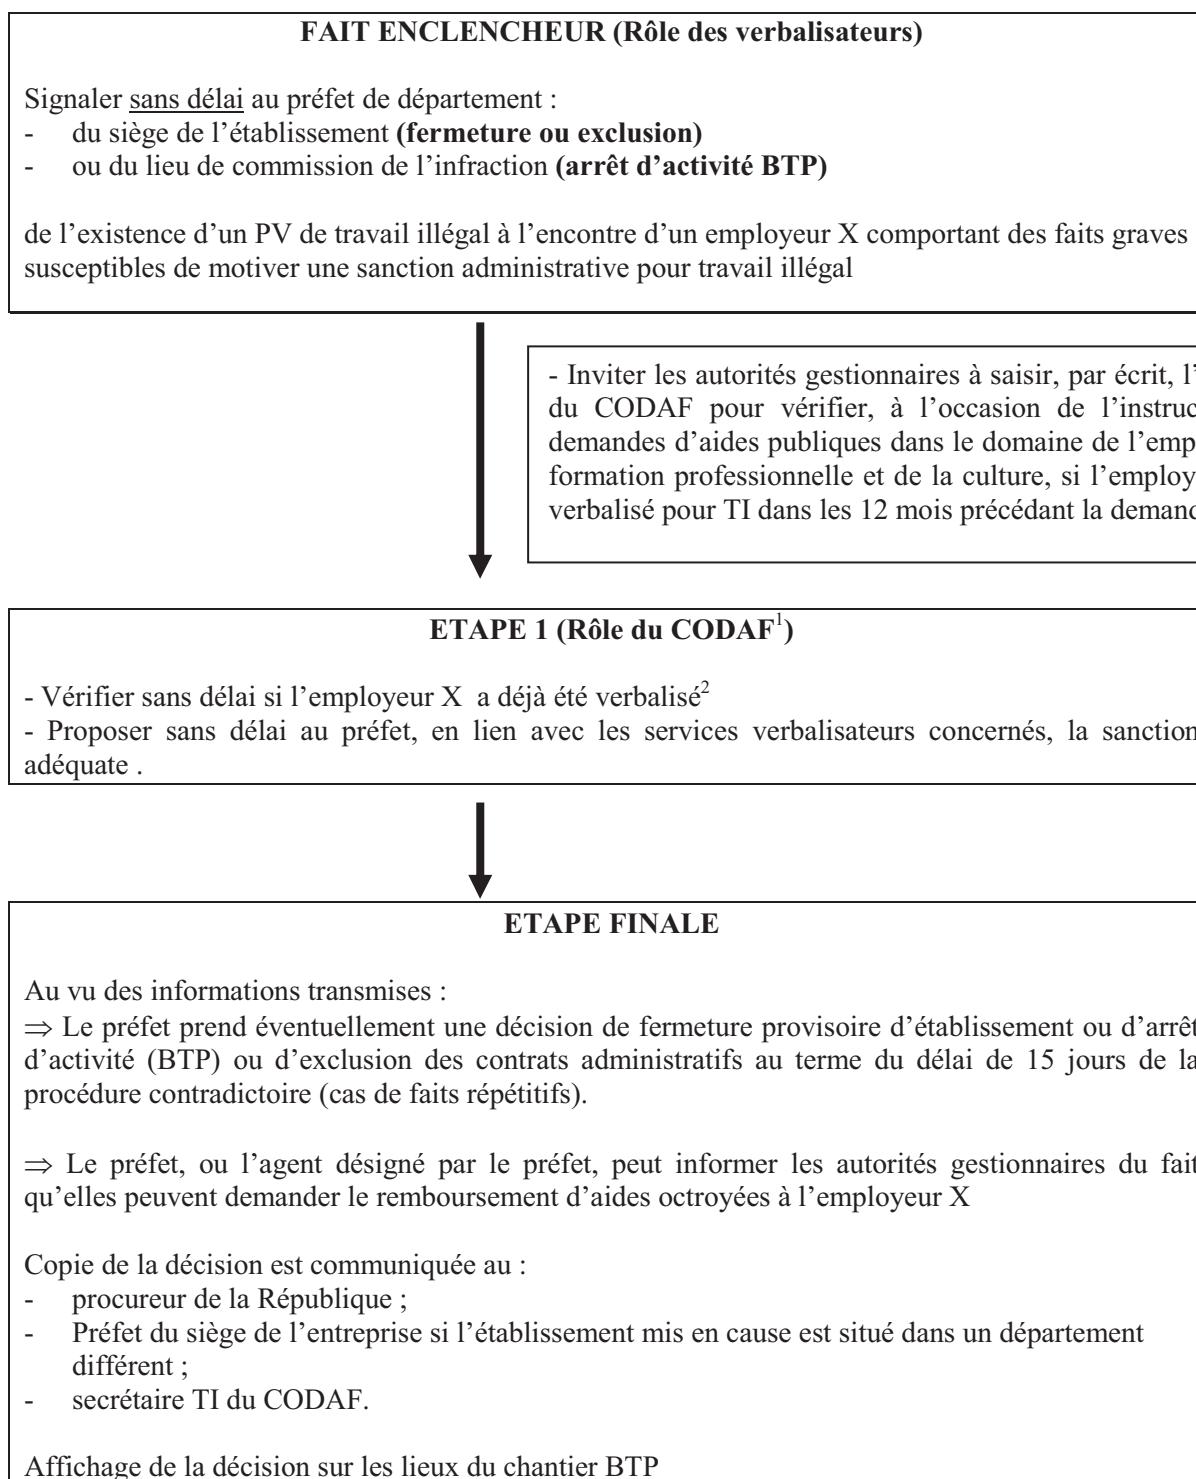 FAIT ENCLENCHEUR (Rôle des verbalisateurs)
Signaler sans délai au préfet de département :
- du siège de l’établissement (fermeture ou exclusion)
- ou du lieu de commission de l’infraction (arrêt d’activité BTP)
de l’existence d’un PV de travail illégal à l’encontre d’un employeur X comportant des faits graves
susceptibles de motiver une sanction administrative pour travail illégal
- Inviter les autorités gestionnaires à saisir, par écrit, l’
du CODAF pour vérifier, à l’occasion de l’instruc
demandes d’aides publiques dans le domaine de l’emp
formation professionnelle et de la culture, si l’employ
verbalisé pour TI dans les 12 mois précédant la demand
ETAPE 1 (Rôle du CODAF1)
- Vérifier sans délai si l’employeur X a déjà été verbalisé2
- Proposer sans délai au préfet, en lien avec les services verbalisateurs concernés, la sanction
adéquate .
ETAPE FINALE
Au vu des informations transmises :
⇒ Le préfet prend éventuellement une décision de fermeture provisoire d’établissement ou d’arrêt
d’activité (BTP) ou d’exclusion des contrats administratifs au terme du délai de 15 jours de la
procédure contradictoire (cas de faits répétitifs).
⇒ Le préfet, ou l’agent désigné par le préfet, peut informer les autorités gestionnaires du fait
qu’elles peuvent demander le remboursement d’aides octroyées à l’employeur X
Copie de la décision est communiquée au :
- procureur de la République ;
- Préfet du siège de l’entreprise si l’établissement mis en cause est situé dans un département
différent ;
- secrétaire TI du CODAF.
Affichage de la décision sur les lieux du chantier BTP